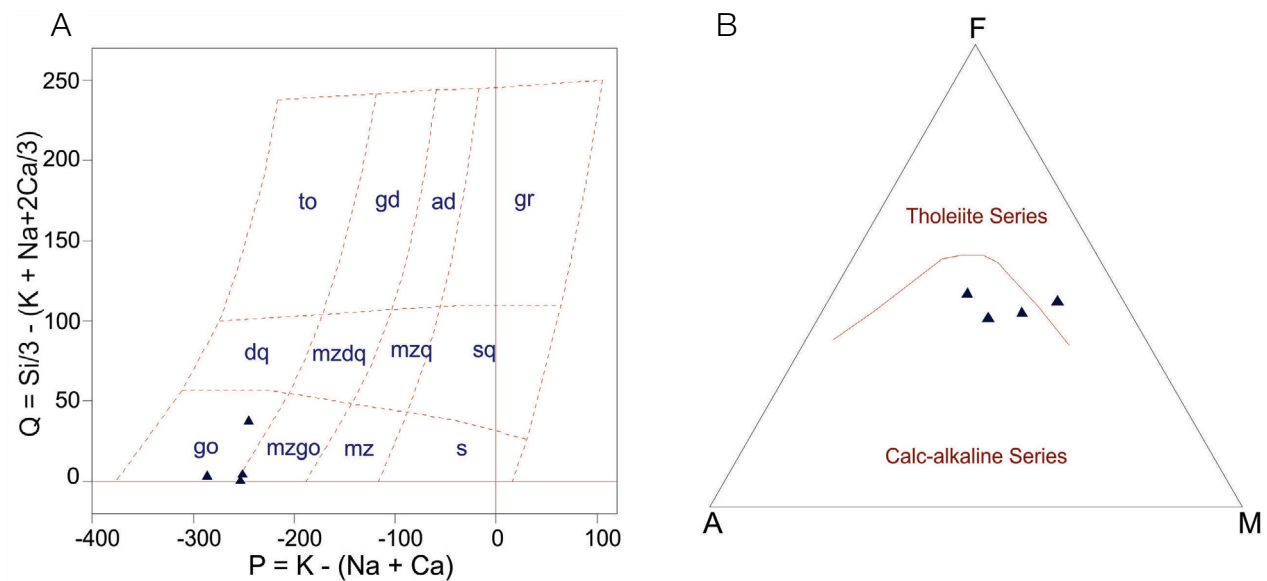 A
Q = Si/3 - (K + Na+2Ca/3)
250
200
150
100
50
0
to
gd
ad
gr
dq
mzdq
mzq
sq
go
mzgo
mz
s
-400
-300
-200
-100
0
100
P = K - (Na + Ca)
B
F
Tholeiite Series
Calc-alkaline Series
A
M